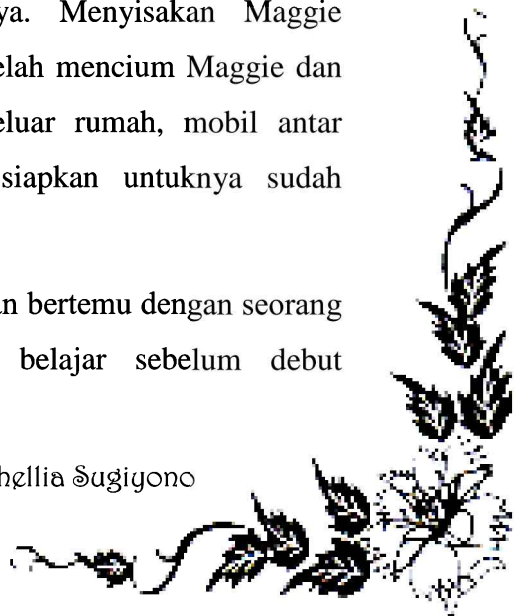 ya. Menyisakan Maggie
elah mencium Maggie dan
eluar rumah, mobil antar
siapkan untuknya sudah
an bertemu dengan seorang
belajar sebelum debut
hellia Sugiyono